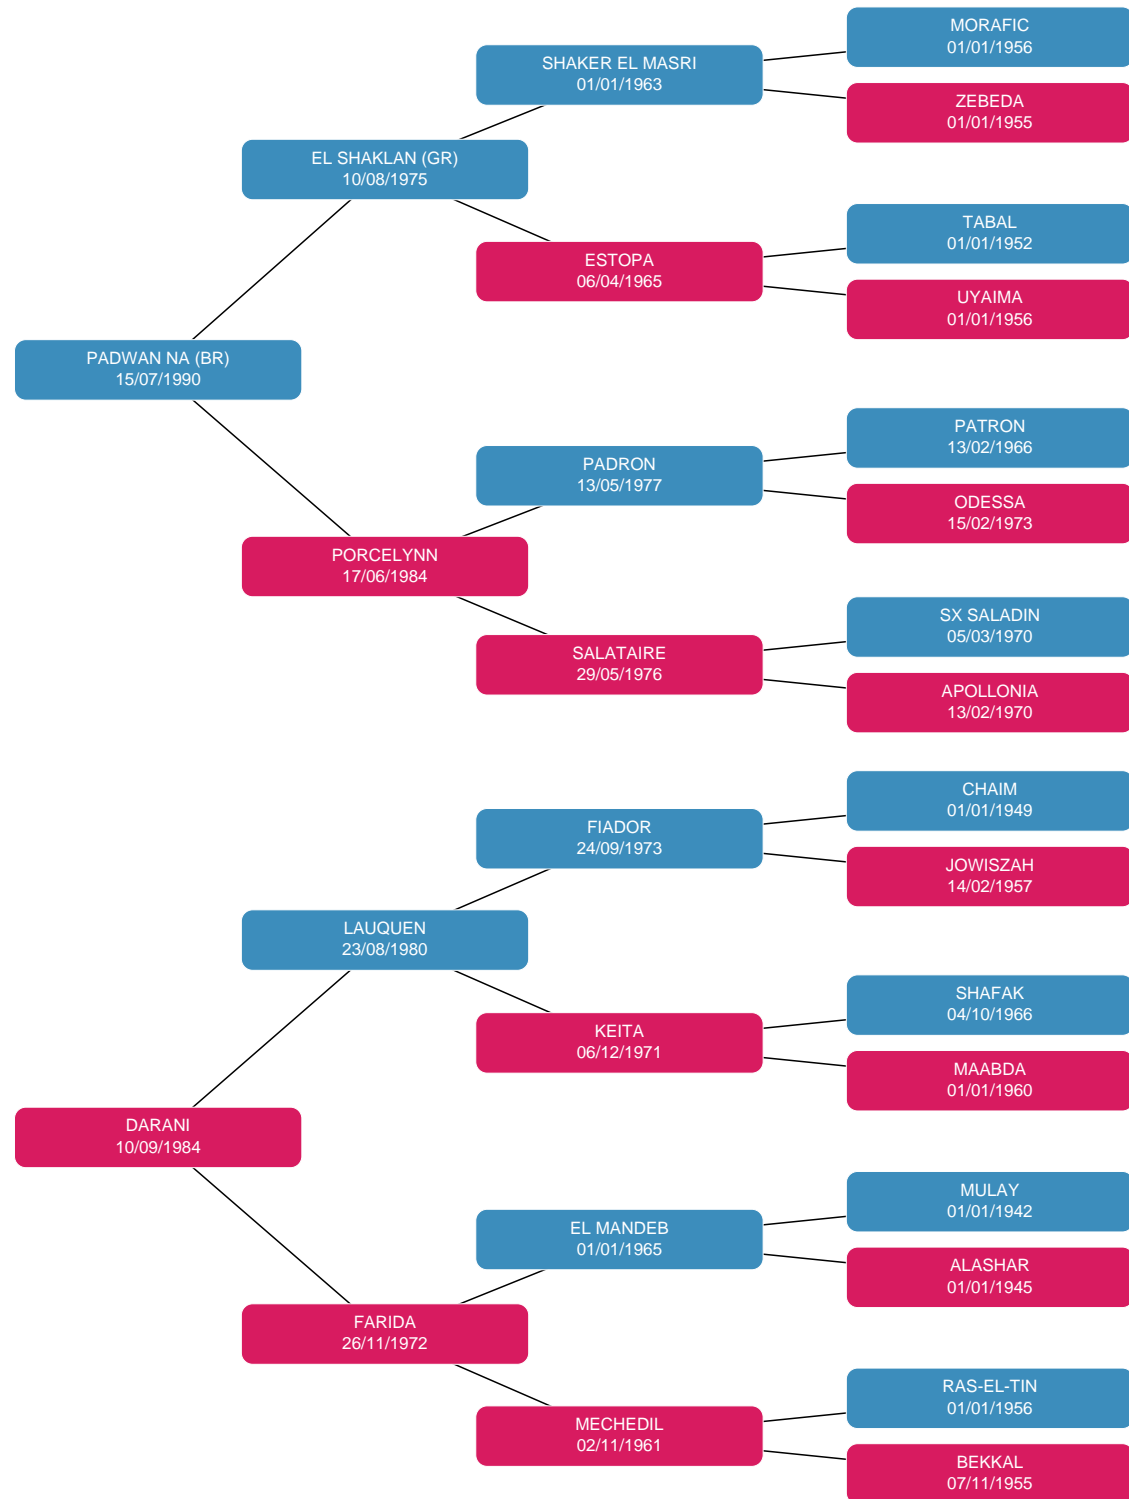 MORAFIC
01/01/1956
SHAKER EL MASRI
01/01/1963
ZEBEDA
01/01/1955
EL SHAKLAN (GR)
10/08/1975
TABAL
01/01/1952
ESTOPA
06/04/1965
UYAIMA
01/01/1956
PADWAN NA (BR)
15/07/1990
PATRON
13/02/1966
PADRON
13/05/1977
ODESSA
15/02/1973
PORCELYNN
17/06/1984
SX SALADIN
05/03/1970
SALATAIRE
29/05/1976
APOLLONIA
13/02/1970
CHAIM
01/01/1949
FIADOR
24/09/1973
JOWISZAH
14/02/1957
LAUQUEN
23/08/1980
SHAFAK
04/10/1966
KEITA
06/12/1971
MAABDA
01/01/1960
DARANI
10/09/1984
MULAY
01/01/1942
EL MANDEB
01/01/1965
ALASHAR
01/01/1945
FARIDA
26/11/1972
RAS-EL-TIN
01/01/1956
MECHEDIL
02/11/1961
BEKKAL
07/11/1955